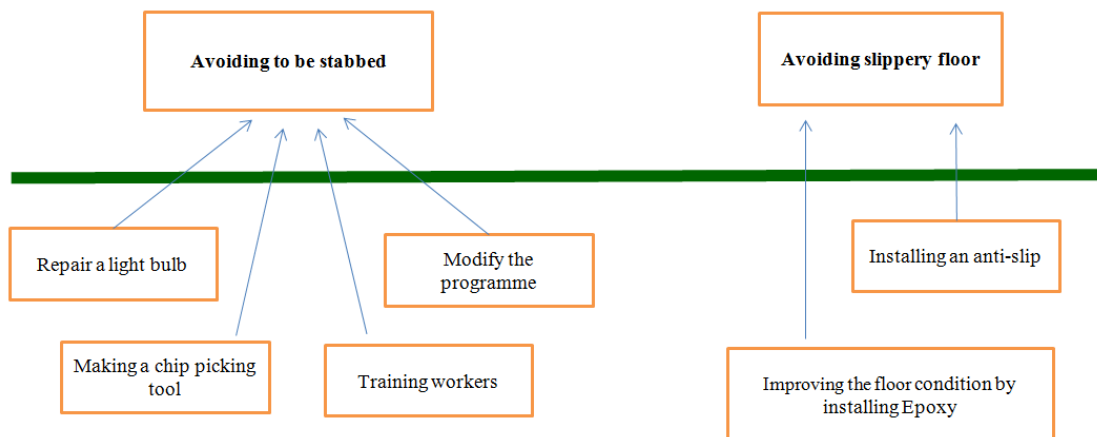 Avoiding to be stabbed
Avoiding slippery floor
Repair a light bulb
Modify the
programme
Installing an anti-slip
Making a chip picking
tool
Training workers
Improving the floor condition by
installing Epoxy